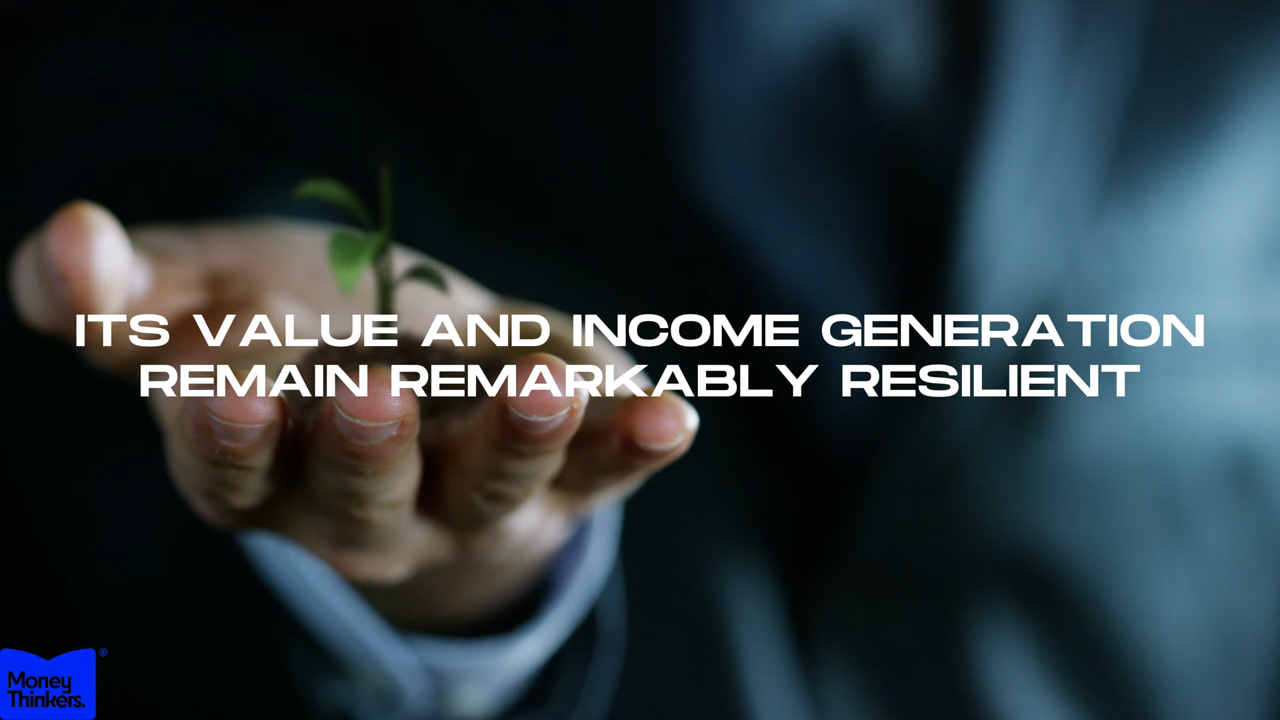 ITS VALUE AND INCOME GENERATION
REMAIN REMARKABLY RESILIENT
Money
Thinkers.
®